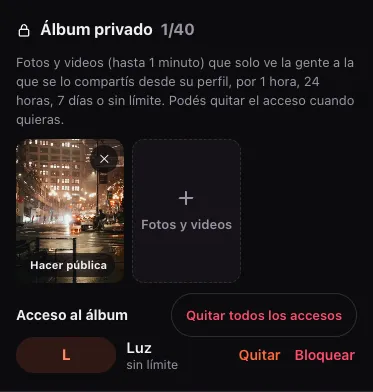 Álbum privado 1/40
Fotos y videos (hasta 1 minuto) que solo ve la gente a la
que se lo compartís desde su perfil, por 1 hora, 24
horas, 7 días o sin límite. Podés quitar el acceso cuando
quieras.
Hacer pública
Fotos y videos
Acceso al álbum
Quitar todos los accesos
L
Luz
sin límite
Quitar
Bloquear